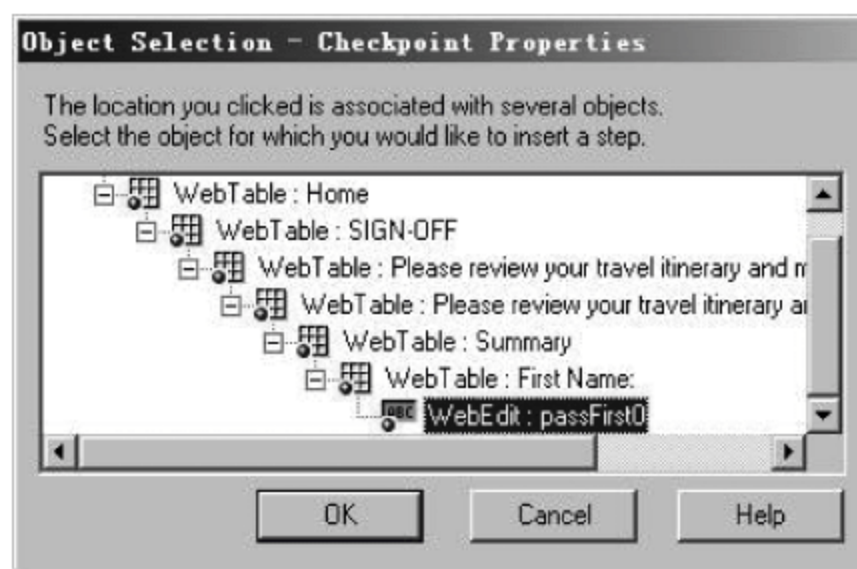 Object Selection - Checkpoint Properties
The location you clicked is associated with several objects.
Select the object for which you would like to insert a step.
WebTable : Home
WebTable : SIGN-OFF
WebTable : Please review your travel itinerary and m
WebTable : Please review your travel itinerary a
WebTable : Summary
WebTable : First Name:
ABC WebEdit : passFirst0
OK Cancel Help